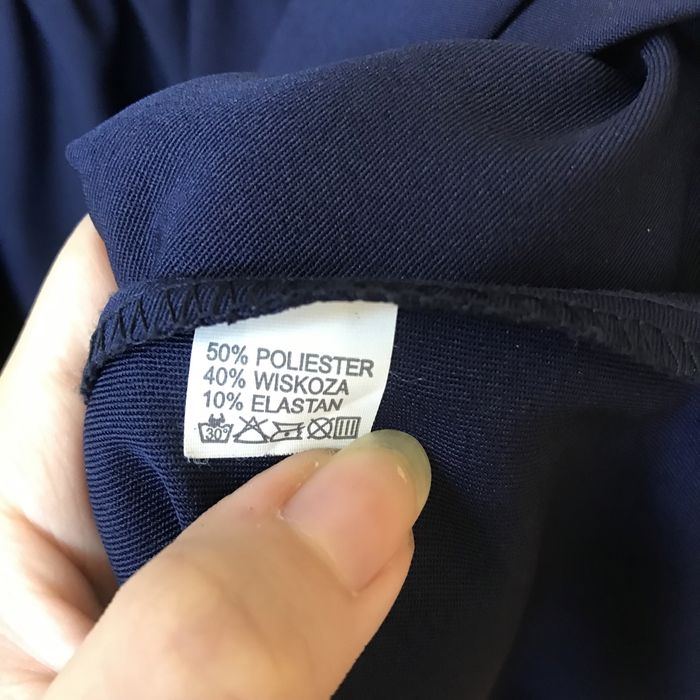 50% POLIESTER
40% WISKOZA
10% ELASTAN
30°